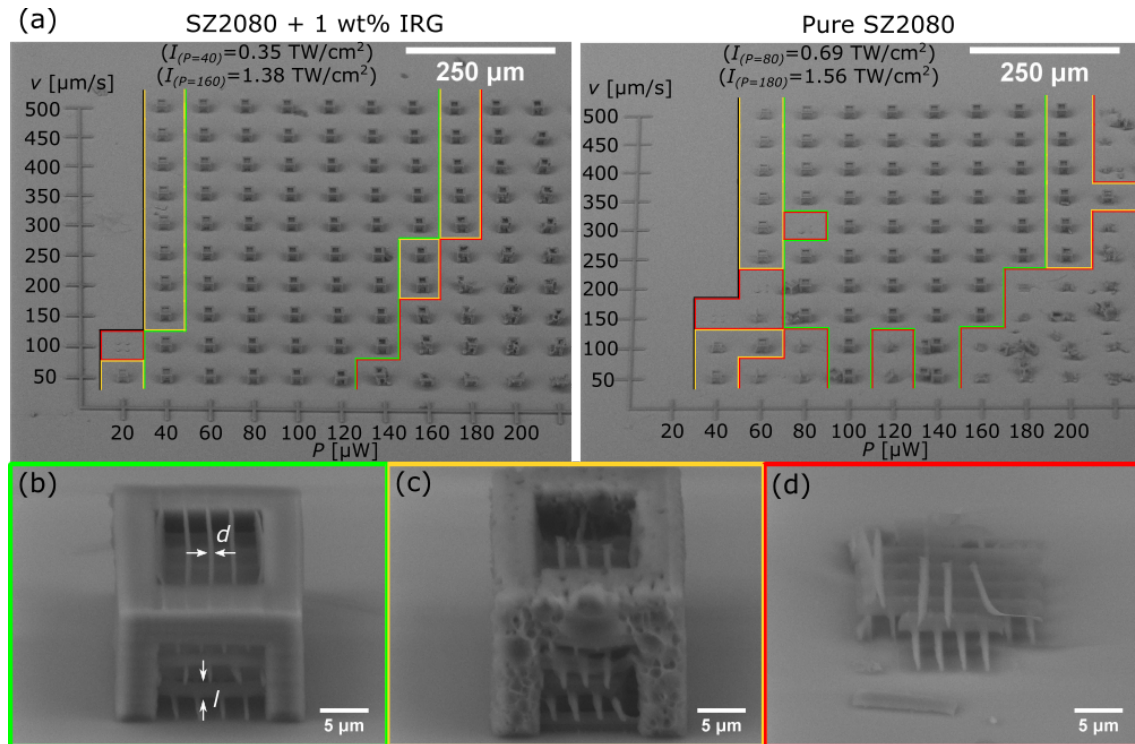 (a)
SZ2080 + 1 wt% IRG
(I(P=40)=0.35 TW/cm²)
(I(P=160)=1.38 TW/cm²)
250 µm
v [µm/s]
500
450
400
350
300
250
200
150
100
50
20 40 60 80 100 120 140 160 180 200
P [µW]
Pure SZ2080
(I(P=80)=0.69 TW/cm²)
(I(P=180)=1.56 TW/cm²)
250 µm
v [µm/s]
500
450
400
350
300
250
200
150
100
50
20 40 60 80 100 120 140 160 180 200
P [µW]
(b)
d
l
5 µm
(c)
5 µm
(d)
5 µm